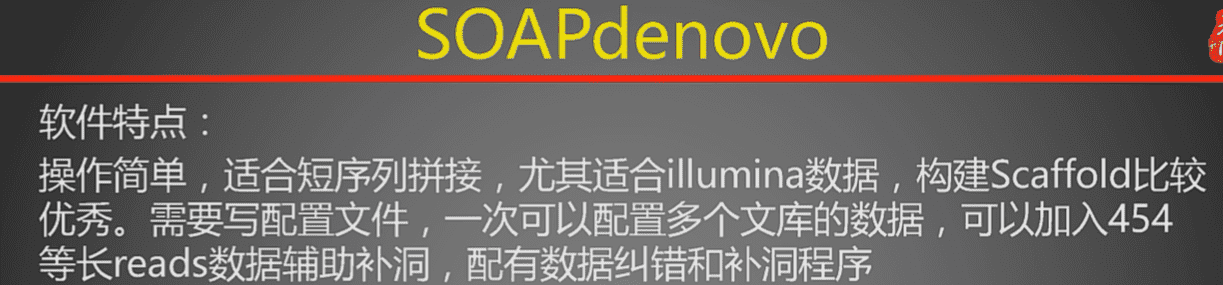 SOAPdenovo
软件特点：
操作简单，适合短序列拼接，尤其适合illumina数据，构建Scaffold比较
优秀。需要写配置文件，一次可以配置多个文库的数据，可以加入454
等长reads数据辅助补洞，配有数据纠错和补洞程序